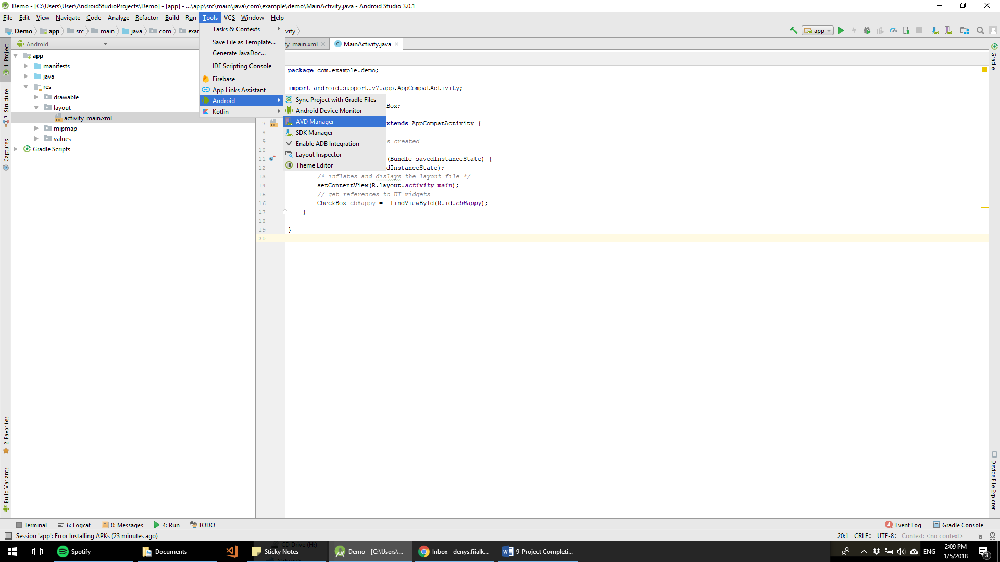 Demo - [C:\Users\User\AndroidStudioProjects\Demo] - [app] - ...\app\src\main\java\com\example\demo\MainActivity.java - Android Studio 3.0.1
File Edit View Navigate Code Analyze Refactor Build Run Tools VCS Window Help
Demo app src main java com exar vity app
Tasks & Contexts
Save File as Template...
Generate JavaDoc...
IDE Scripting Console
Firebase
App Links Assistant
Android
Kotlin
Sync Project with Gradle Files
Android Device Monitor
AVD Manager
SDK Manager
Enable ADB Integration
Layout Inspector
Theme Editor
Android
app
manifests
java
res
drawable
layout
activity_main.xml
mipmap
values
Gradle Scripts
1: Project
7: Structure
Captures
2: Favorites
Build Variants
ty_main.xml MainActivity.java
package com.example.demo;
import android.support.v7.app.AppCompatActivity;
Box;
7 xtends AppCompatActivity {
8
9 s created
10
11 (Bundle savedInstanceState) {
12 dInstanceState);
13 /* inflates and dislays the layout file */
14 setContentView(R.layout.activity_main);
15 // get references to UI widgets
16 CheckBox cbHappy = findViewById(R.id.cbHappy);
17 }
18
19 }
20
Gradle
Device File Explorer
Terminal 6: Logcat 0: Messages 4: Run TODO 4 Event Log Gradle Console
Session 'app': Error Installing APKs (23 minutes ago) 20:1 CRLF UTF-8 Context: <no context>
CD Drive (H:)
Spotify Documents Sticky Notes Demo - [C:\Users\... Inbox - denys.fiialk... 9-Project Completi... ENG 2:09 PM
1/5/2018 3